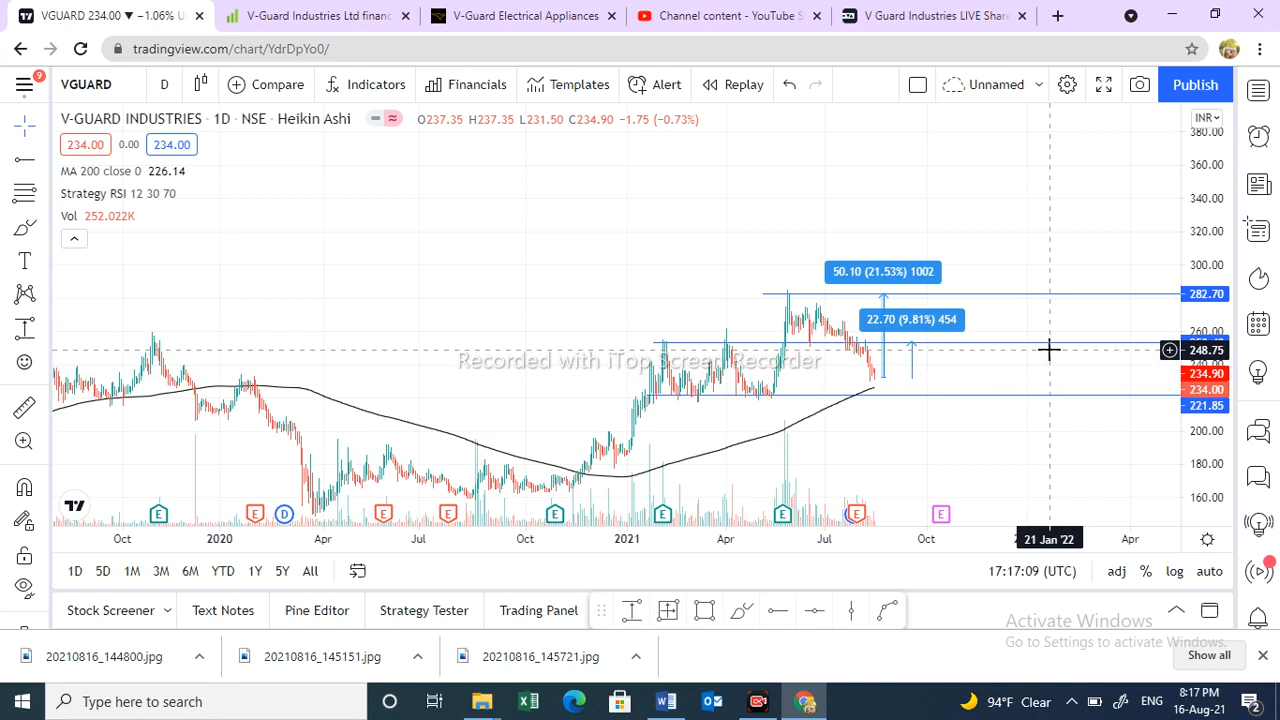 VGUARD 234.00 ▼ −1.06% U
V-Guard Industries Ltd financ
V-Guard Electrical Appliances
Channel content - YouTube S
V Guard Industries LIVE Share
tradingview.com/chart/YdrDpYo0/
9
VGUARD
D
Compare
Indicators
Financials
Templates
Alert
Replay
Unnamed
Publish
V-GUARD INDUSTRIES · 1D · NSE · Heikin Ashi
O237.35 H237.35 L231.50 C234.90 −1.75 (−0.73%)
INR
380.00
234.00 0.00 234.00
MA 200 close 0 226.14
360.00
Strategy RSI 12 30 70
340.00
Vol 252.022K
320.00
300.00
50.10 (21.53%) 1002
282.70
22.70 (9.81%) 454
260.00
248.75
Recorded with iTop Screen Recorder
234.90
234.00
221.85
200.00
180.00
160.00
E E D E E E E E E E
Oct 2020 Apr Jul Oct 2021 Apr Jul Oct 21 Jan '22 Apr
1D 5D 1M 3M 6M YTD 1Y 5Y All
17:17:09 (UTC)
adj % log auto
Stock Screener
Text Notes
Pine Editor
Strategy Tester
Trading Panel
Activate Windows
Go to Settings to activate Windows.
20210816_144800.jpg
20210816_145151.jpg
20210816_145721.jpg
Show all
Type here to search
94°F Clear
ENG
8:17 PM
16-Aug-21
2